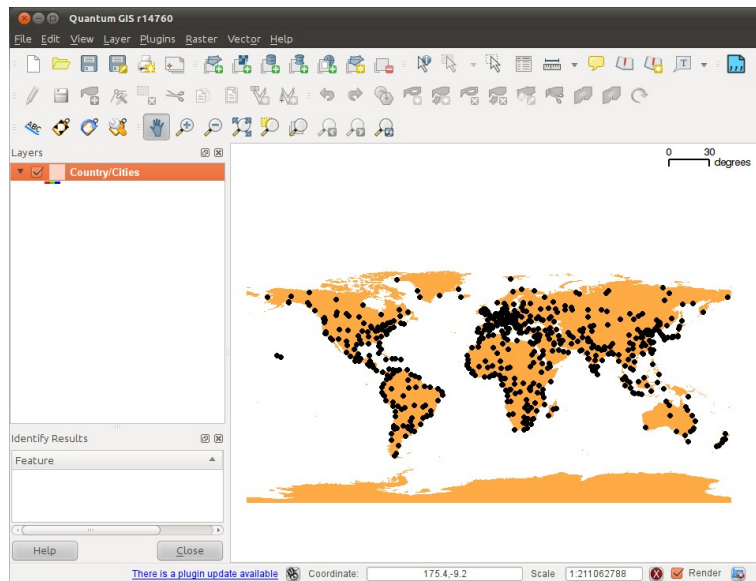 Quantum GIS r14760
File Edit View Layer Plugins Raster Vector Help
T
ABC
Layers
Country/Cities
0 30
degrees
Identify Results
Feature
Help Close
There is a plugin update available Coordinate: 175.4,-9.2 Scale 1:211062788 Render